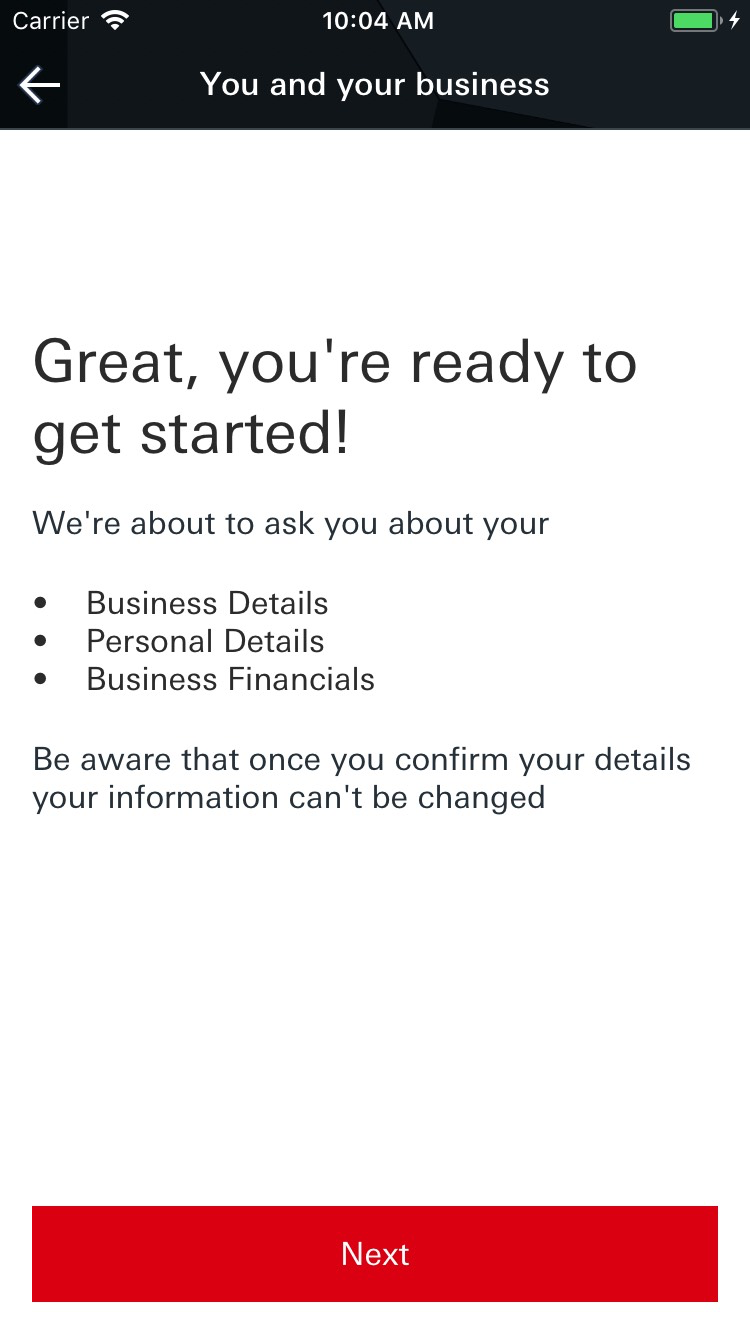 Carrier 10:04 AM
You and your business
Great, you're ready to
get started!
We're about to ask you about your
• Business Details
• Personal Details
• Business Financials
Be aware that once you confirm your details
your information can't be changed
Next